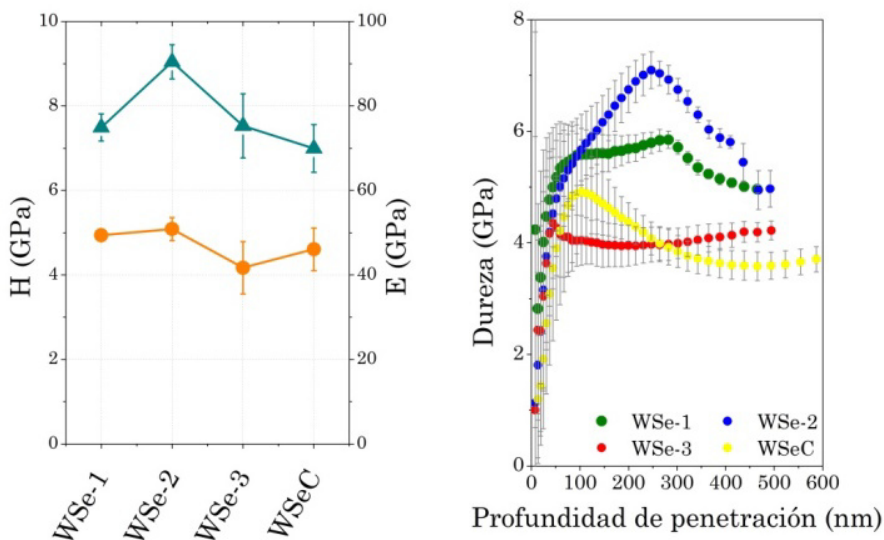 10
8
6
4
2
0
H (GPa)
100
80
60
40
20
0
E (GPa)
WSe-1
WSe-2
WSe-3
WSeC
8
6
4
2
0
Dureza (GPa)
WSe-1 WSe-2
WSe-3 WSeC
0 100 200 300 400 500 600
Profundidad de penetración (nm)